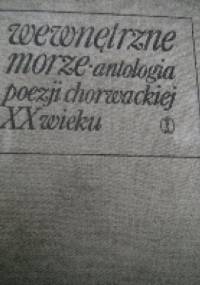 wewnętrzne
morze·antologia
poezji chorwackiej
XX wieku